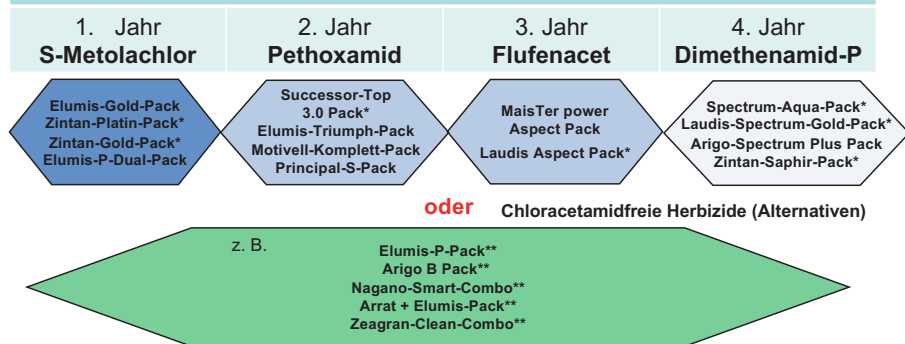 1. Jahr
S-Metolachlor
2. Jahr
Pethoxamid
3. Jahr
Flufenacet
4. Jahr
Dimethenamid-P
Elumis-Gold-Pack
Zintan-Platin-Pack*
Zintan-Gold-Pack*
Elumis-P-Dual-Pack
Successor-Top
3.0 Pack*
Elumis-Triumph-Pack
Motivell-Komplett-Pack
Principal-S-Pack
MaisTer power
Aspect Pack
Laudis Aspect Pack*
Spectrum-Aqua-Pack*
Laudis-Spectrum-Gold-Pack*
Arigo-Spectrum Plus Pack
Zintan-Saphir-Pack*
oder Chloracetamidfreie Herbizide (Alternativen)
z. B.
Elumis-P-Pack**
Arigo B Pack**
Nagano-Smart-Combo**
Arrat + Elumis-Pack**
Zeagran-Clean-Combo**